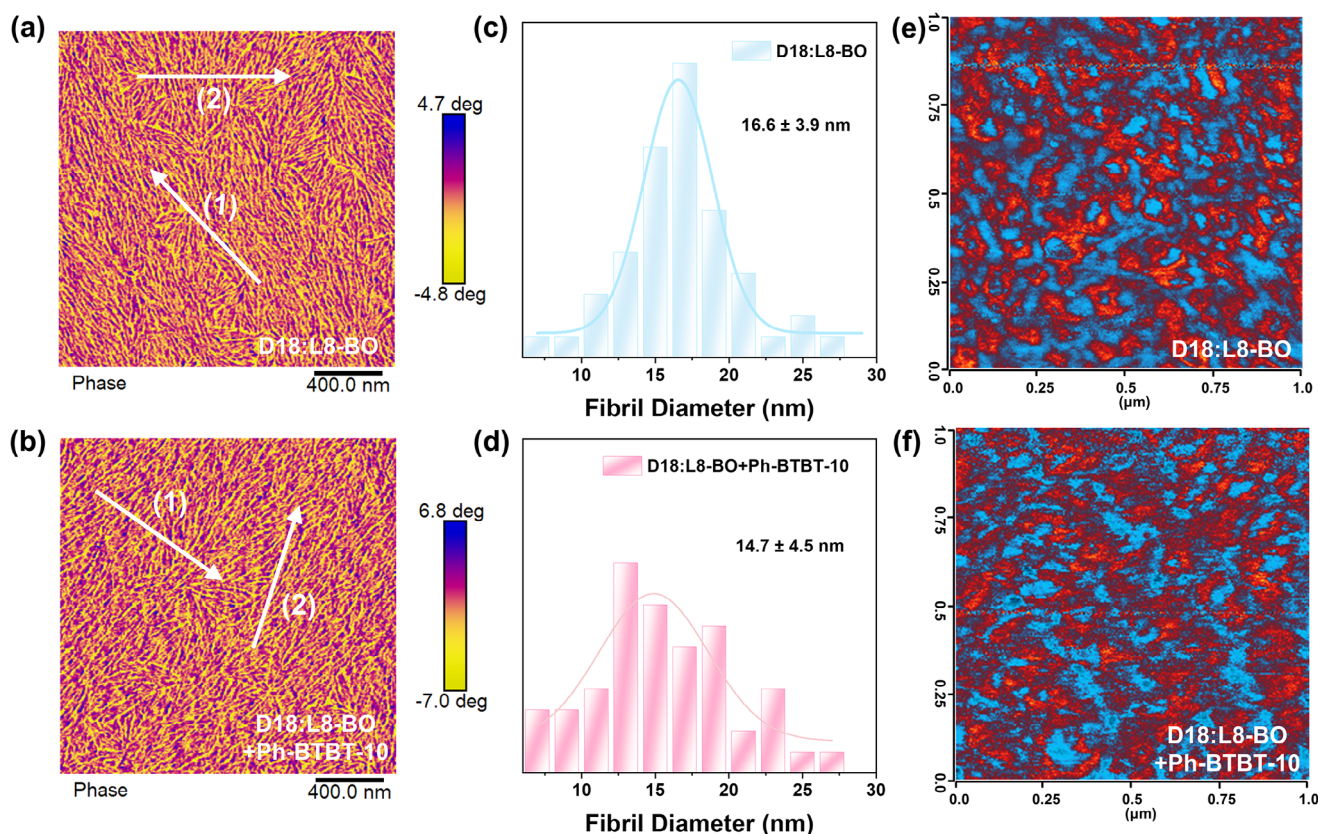 (a)
(2)
(1)
D18:L8-BO
Phase
400.0 nm
4.7 deg
-4.8 deg
(c)
D18:L8-BO
16.6 ± 3.9 nm
10 15 20 25 30
Fibril Diameter (nm)
(e)
1.0
0.75
0.5
0.25
0.0
D18:L8-BO
0.0 0.25 0.5 0.75 1.0
(μm)
(b)
(1)
(2)
D18:L8-BO
+Ph-BTBT-10
Phase
400.0 nm
6.8 deg
-7.0 deg
(d)
D18:L8-BO+Ph-BTBT-10
14.7 ± 4.5 nm
10 15 20 25 30
Fibril Diameter (nm)
(f)
1.0
0.75
0.5
0.25
0.0
D18:L8-BO
+Ph-BTBT-10
0.0 0.25 0.5 0.75 1.0
(μm)